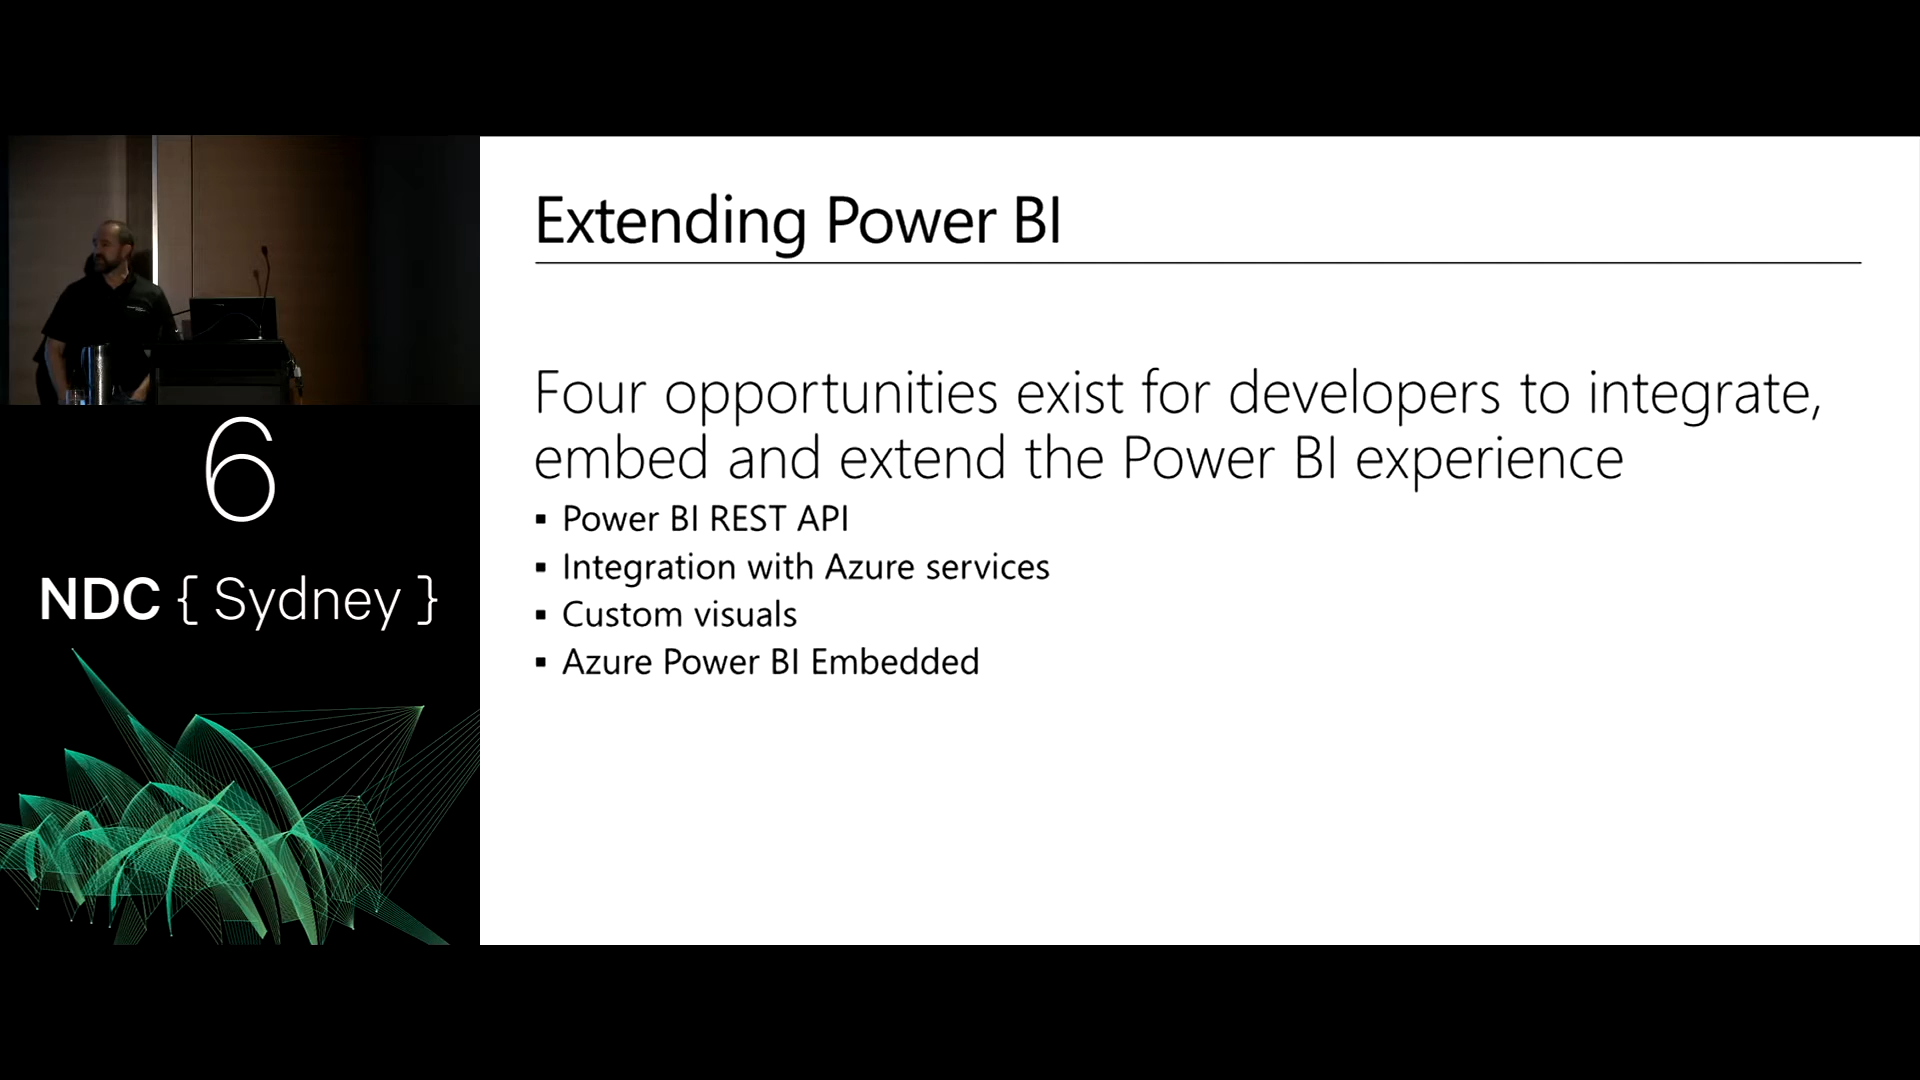 Extending Power BI
Four opportunities exist for developers to integrate,
embed and extend the Power BI experience
▪ Power BI REST API
▪ Integration with Azure services
▪ Custom visuals
▪ Azure Power BI Embedded
6
NDC { Sydney }